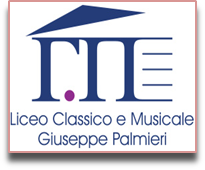 Γ.Π
Liceo Classico e Musicale
Giuseppe Palmieri